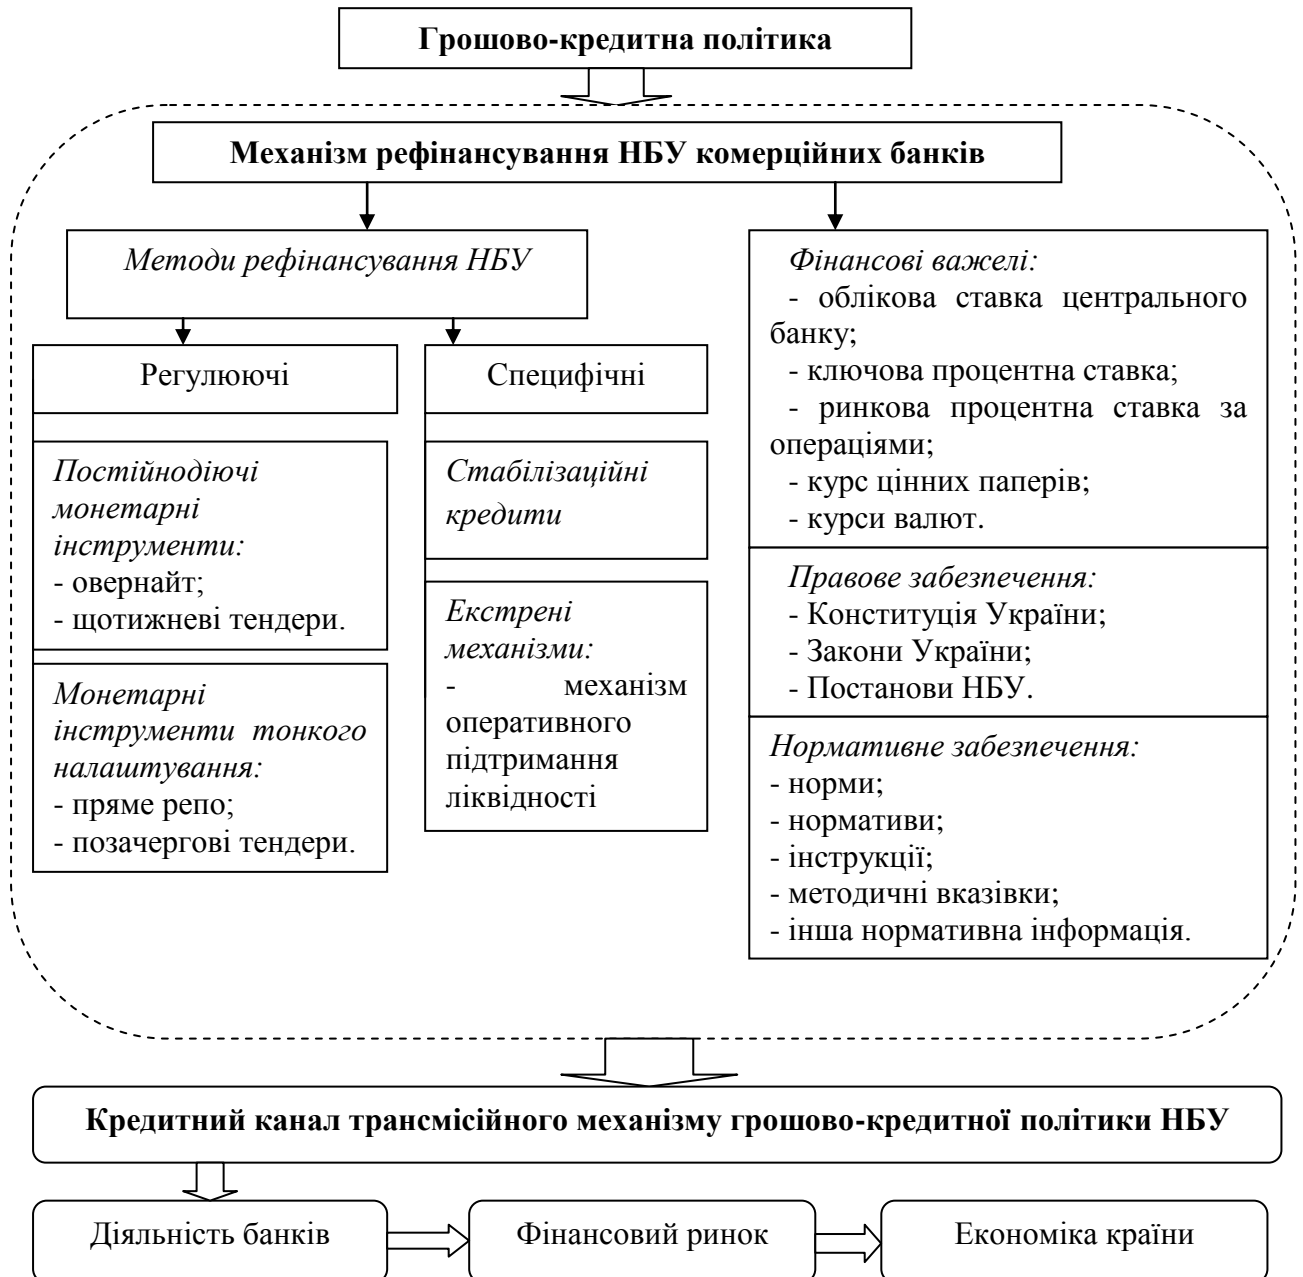 Грошово-кредитна політика
Механізм рефінансування НБУ комерційних банків
Методи рефінансування НБУ
Регулюючі
Постійнодіючі
монетарні
інструменти:
- овернайт;
- щотижневі тендери.
Монетарні
інструменти тонкого
налаштування:
- пряме репо;
- позачергові тендери.
Специфічні
Стабілізаційні
кредити
Екстрені
механізми:
- механізм
оперативного
підтримання
ліквідності
Фінансові важелі:
- облікова ставка центрального
банку;
- ключова процентна ставка;
- ринкова процентна ставка за
операціями;
- курс цінних паперів;
- курси валют.
Правове забезпечення:
- Конституція України;
- Закони України;
- Постанови НБУ.
Нормативне забезпечення:
- норми;
- нормативи;
- інструкції;
- методичні вказівки;
- інша нормативна інформація.
Кредитний канал трансмісійного механізму грошово-кредитної політики НБУ
Діяльність банків
Фінансовий ринок
Економіка країни